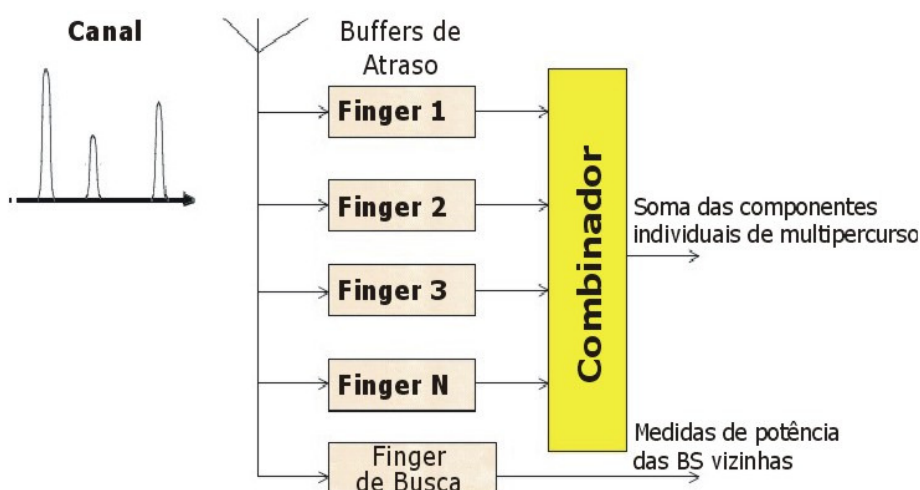 Canal
Buffers de
Atraso
Finger 1
Finger 2
Finger 3
Finger N
Finger
de Busca
Combinador
Soma das componentes
individuais de multipercurso
Medidas de potência
das BS vizinhas